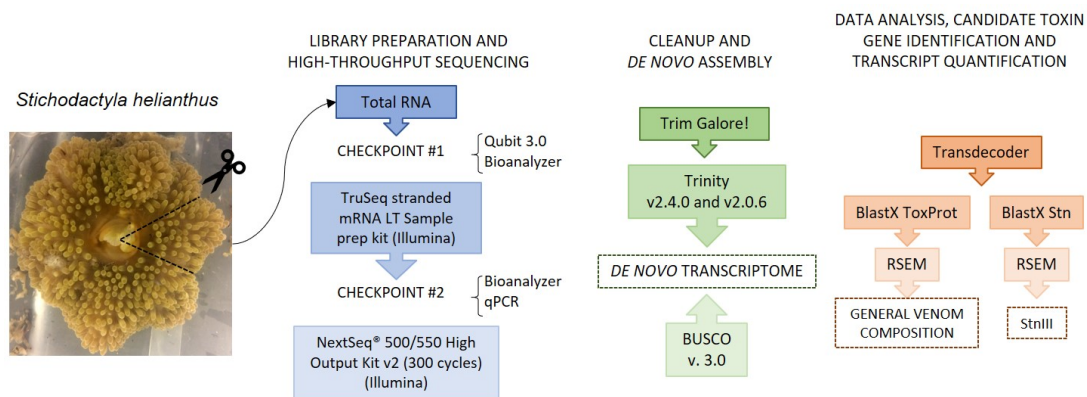 Stichodactyla helianthus
LIBRARY PREPARATION AND
HIGH-THROUGHPUT SEQUENCING
Total RNA
CHECKPOINT #1
Qubit 3.0
Bioanalyzer
TruSeq stranded
mRNA LT Sample
prep kit (Illumina)
CHECKPOINT #2
Bioanalyzer
qPCR
NextSeq® 500/550 High
Output Kit v2 (300 cycles)
(Illumina)
CLEANUP AND
DE NOVO ASSEMBLY
Trim Galore!
Trinity
v2.4.0 and v2.0.6
DE NOVO TRANSCRIPTOME
BUSCO
v. 3.0
DATA ANALYSIS, CANDIDATE TOXIN
GENE IDENTIFICATION AND
TRANSCRIPT QUANTIFICATION
Transdecoder
BlastX ToxProt
RSEM
GENERAL VENOM
COMPOSITION
BlastX Stn
RSEM
StnIII